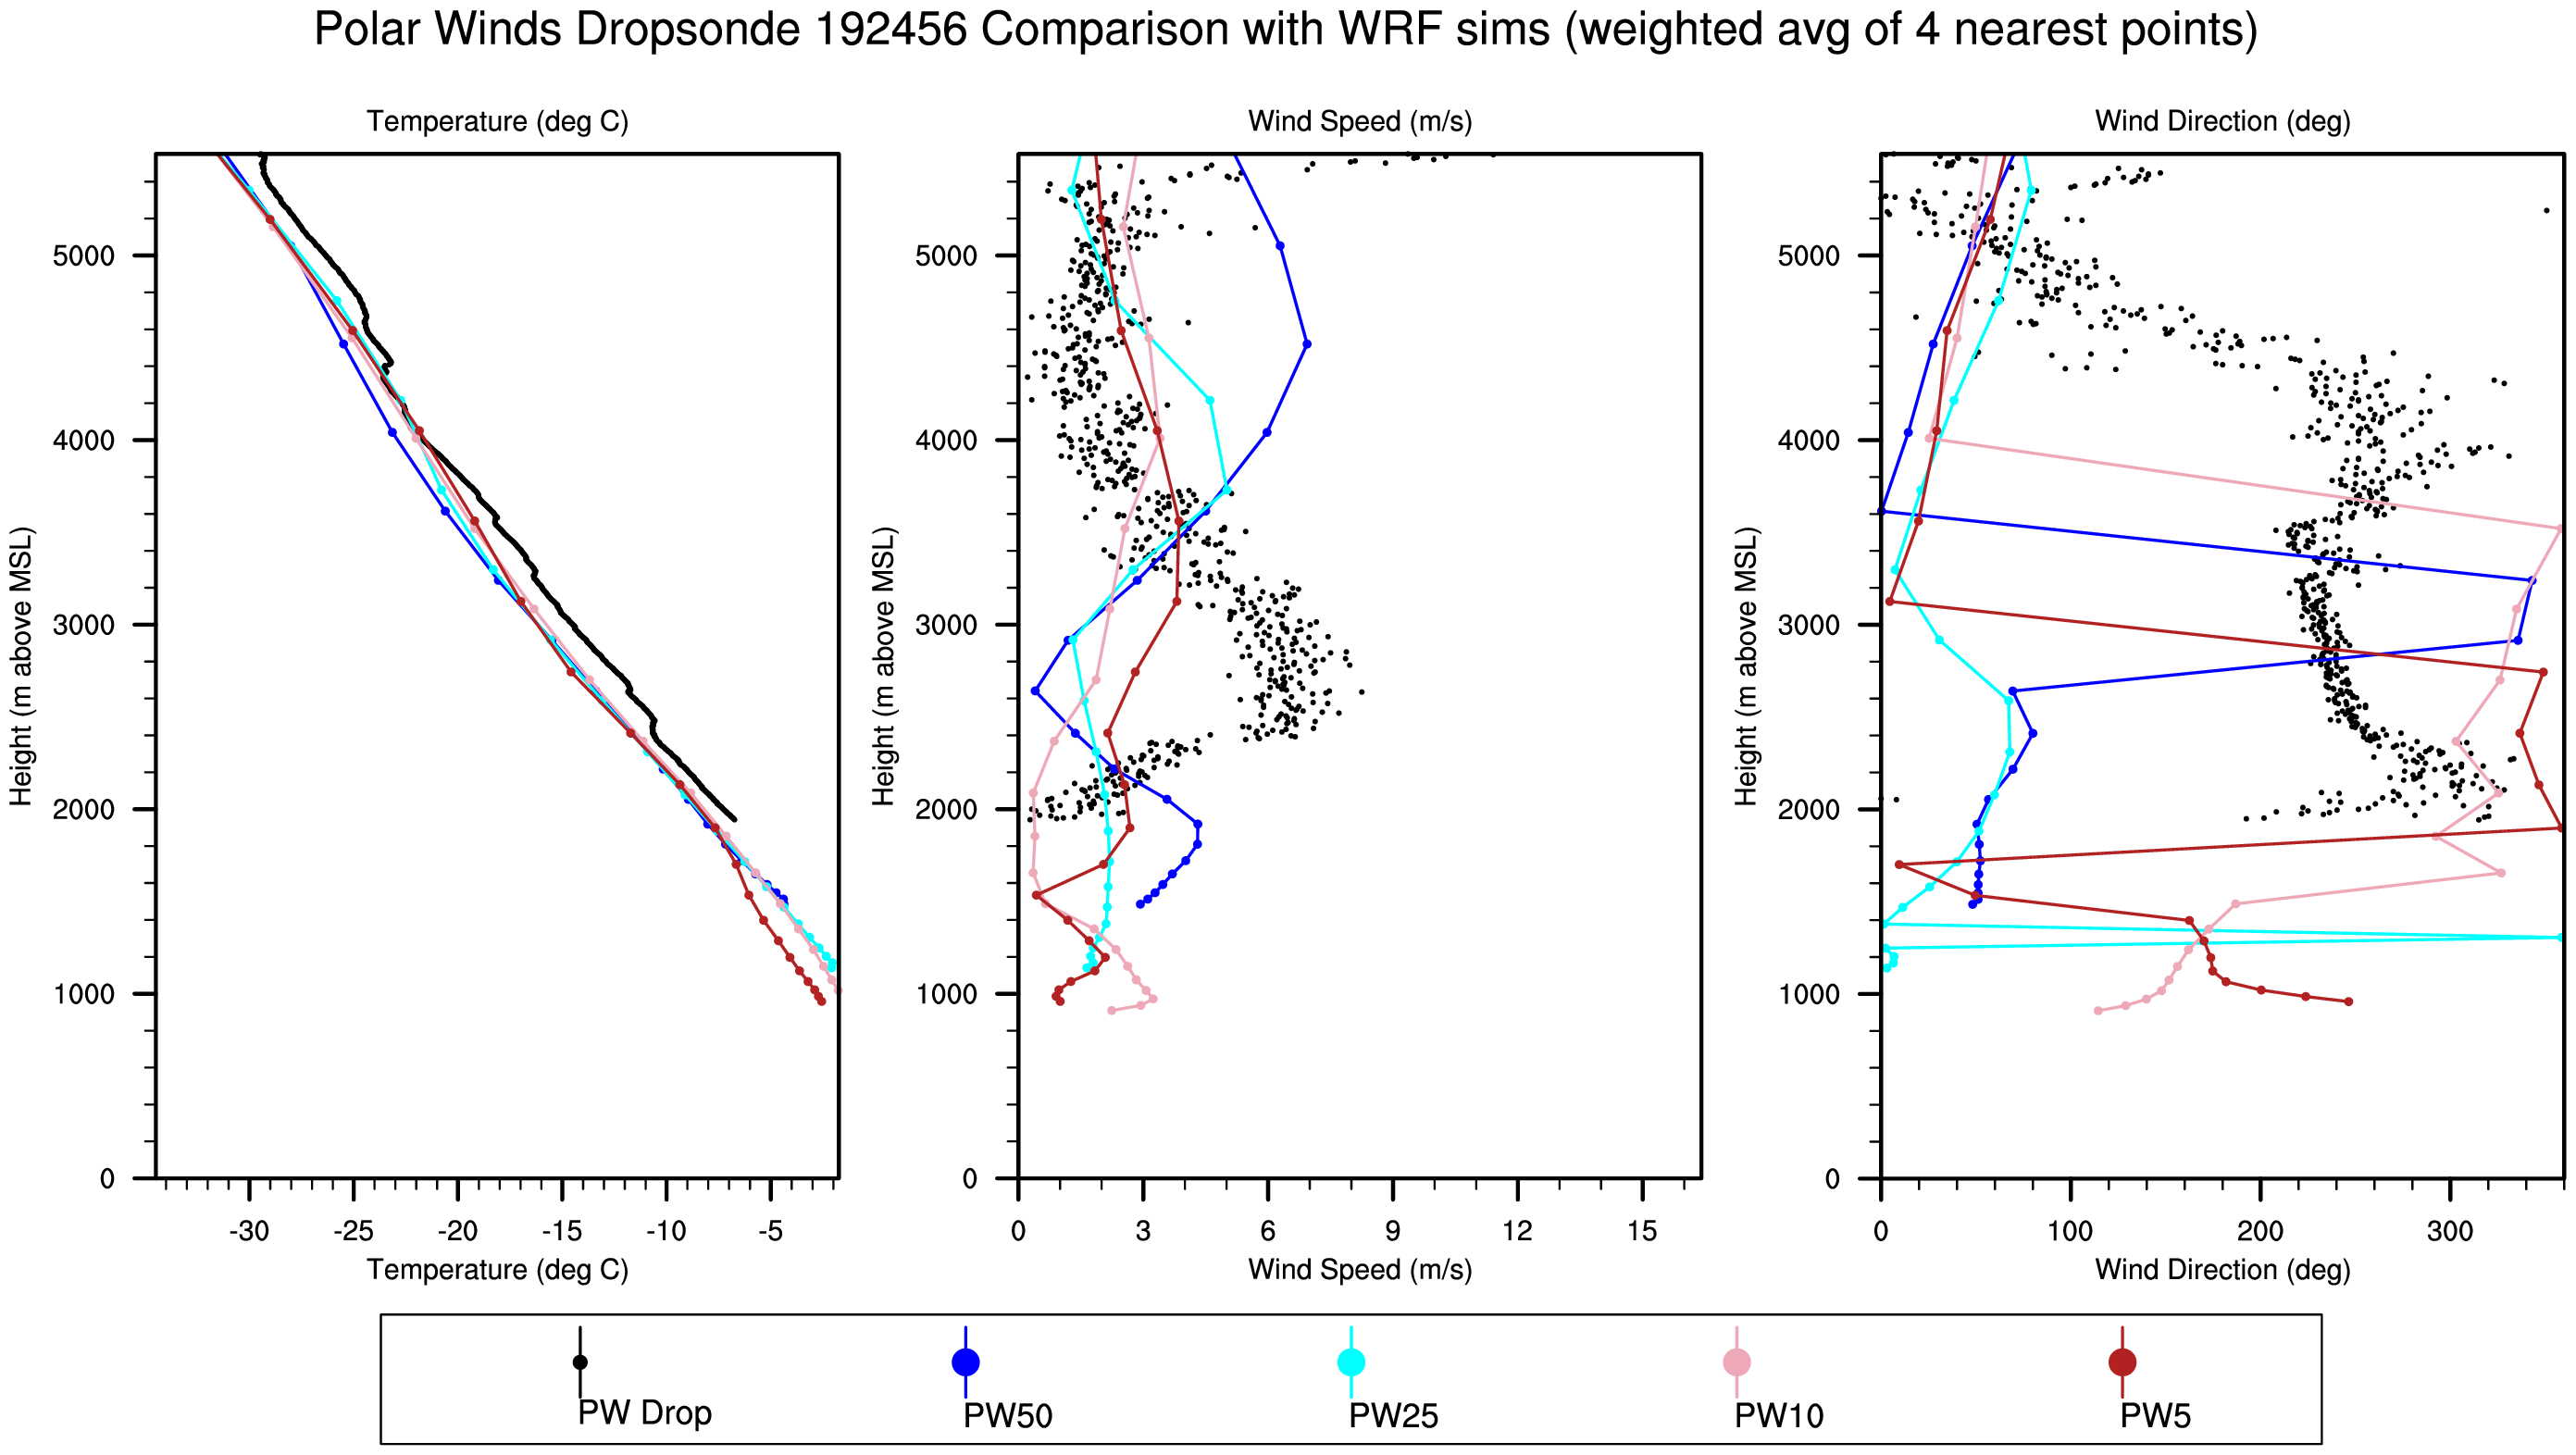 Polar Winds Dropsonde 192456 Comparison with WRF sims (weighted avg of 4 nearest points)
Temperature (deg C)
Wind Speed (m/s)
Wind Direction (deg)
Height (m above MSL)
5000
4000
3000
2000
1000
0
-30 -25 -20 -15 -10 -5
Temperature (deg C)
Height (m above MSL)
5000
4000
3000
2000
1000
0
0 3 6 9 12 15
Wind Speed (m/s)
Height (m above MSL)
5000
4000
3000
2000
1000
0
0 100 200 300
Wind Direction (deg)
PW Drop
PW50
PW25
PW10
PW5